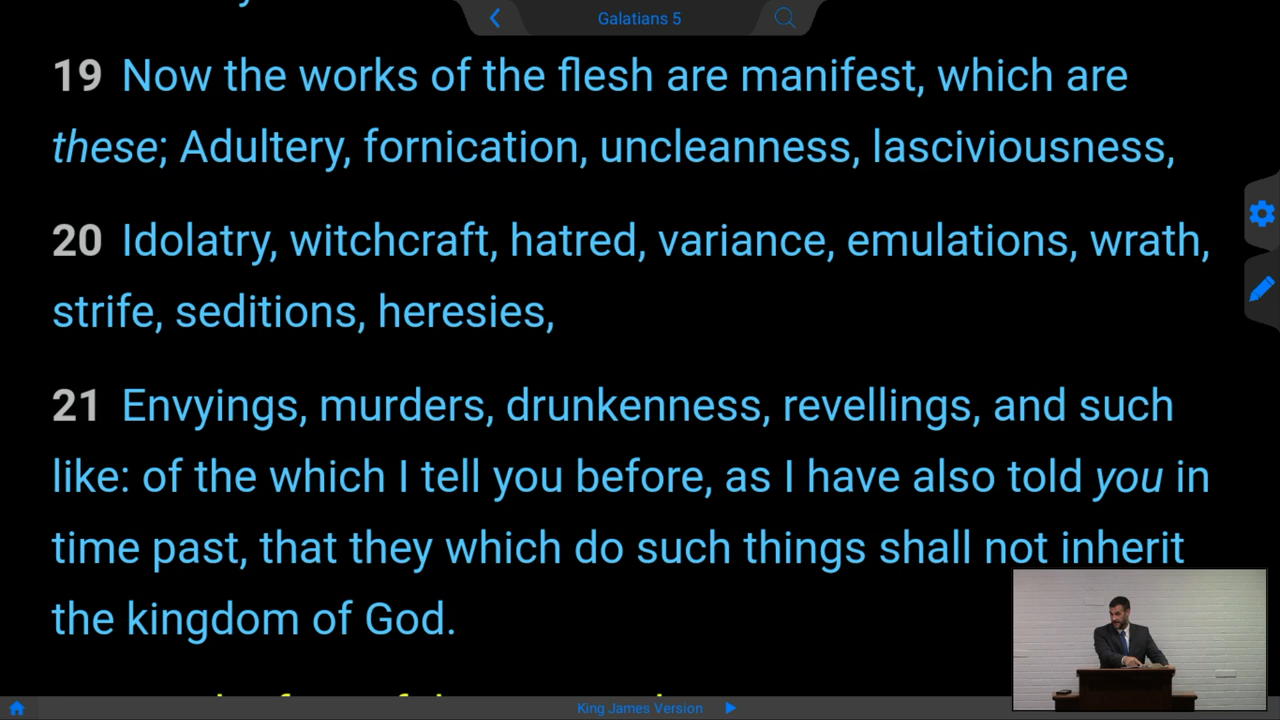 Galatians 5
19 Now the works of the flesh are manifest, which are
these; Adultery, fornication, uncleanness, lasciviousness,
20 Idolatry, witchcraft, hatred, variance, emulations, wrath,
strife, seditions, heresies,
21 Envyings, murders, drunkenness, revellings, and such
like: of the which I tell you before, as I have also told you in
time past, that they which do such things shall not inherit
the kingdom of God.
King James Version